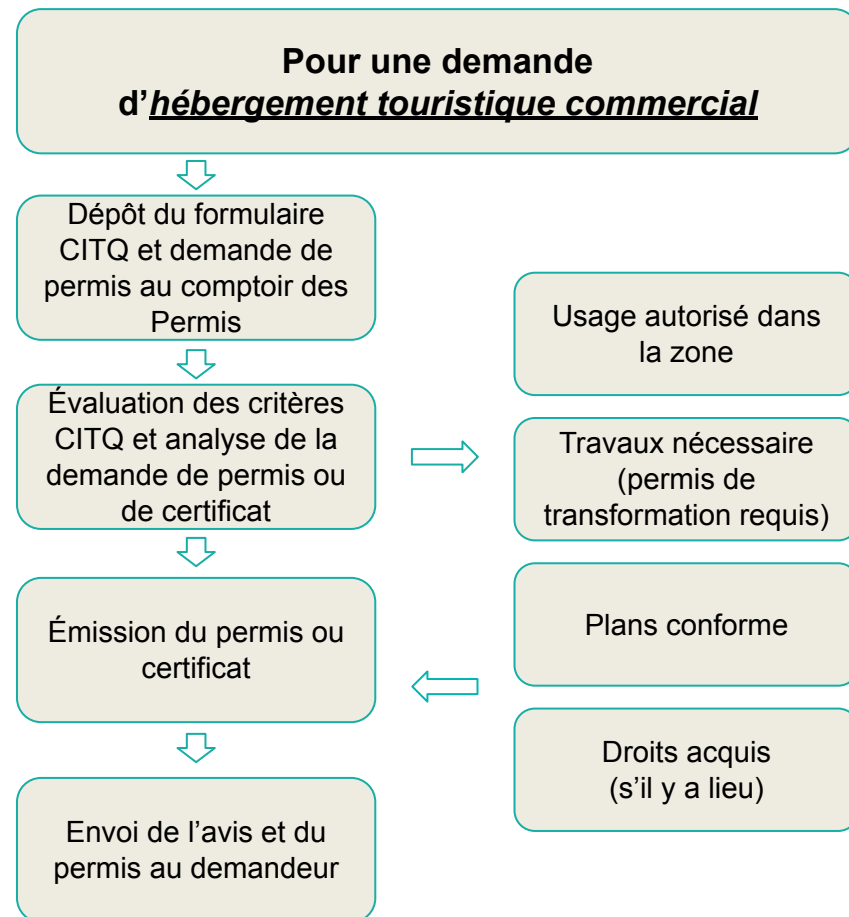 Pour une demande
d’hébergement touristique commercial
Dépôt du formulaire
CITQ et demande de
permis au comptoir des
Permis
Évaluation des critères
CITQ et analyse de la
demande de permis ou
de certificat
Usage autorisé dans
la zone
Travaux nécessaire
(permis de
transformation requis)
Plans conforme
Droits acquis
(s’il y a lieu)
Émission du permis ou
certificat
Envoi de l’avis et du
permis au demandeur